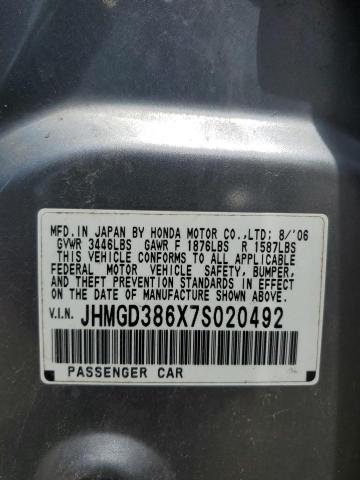 MFD. IN JAPAN BY HONDA MOTOR CO.,LTD; 8/'06
GVWR 3446LBS GAWR F 1876LBS R 1587LBS
THIS VEHICLE CONFORMS TO ALL APPLICABLE
FEDERAL MOTOR VEHICLE SAFETY, BUMPER,
AND THEFT PREVENTION STANDARDS IN EFFECT
ON THE DATE OF MANUFACTURE SHOWN ABOVE.
V.I.N. JHMGD386X7S020492
PASSENGER CAR